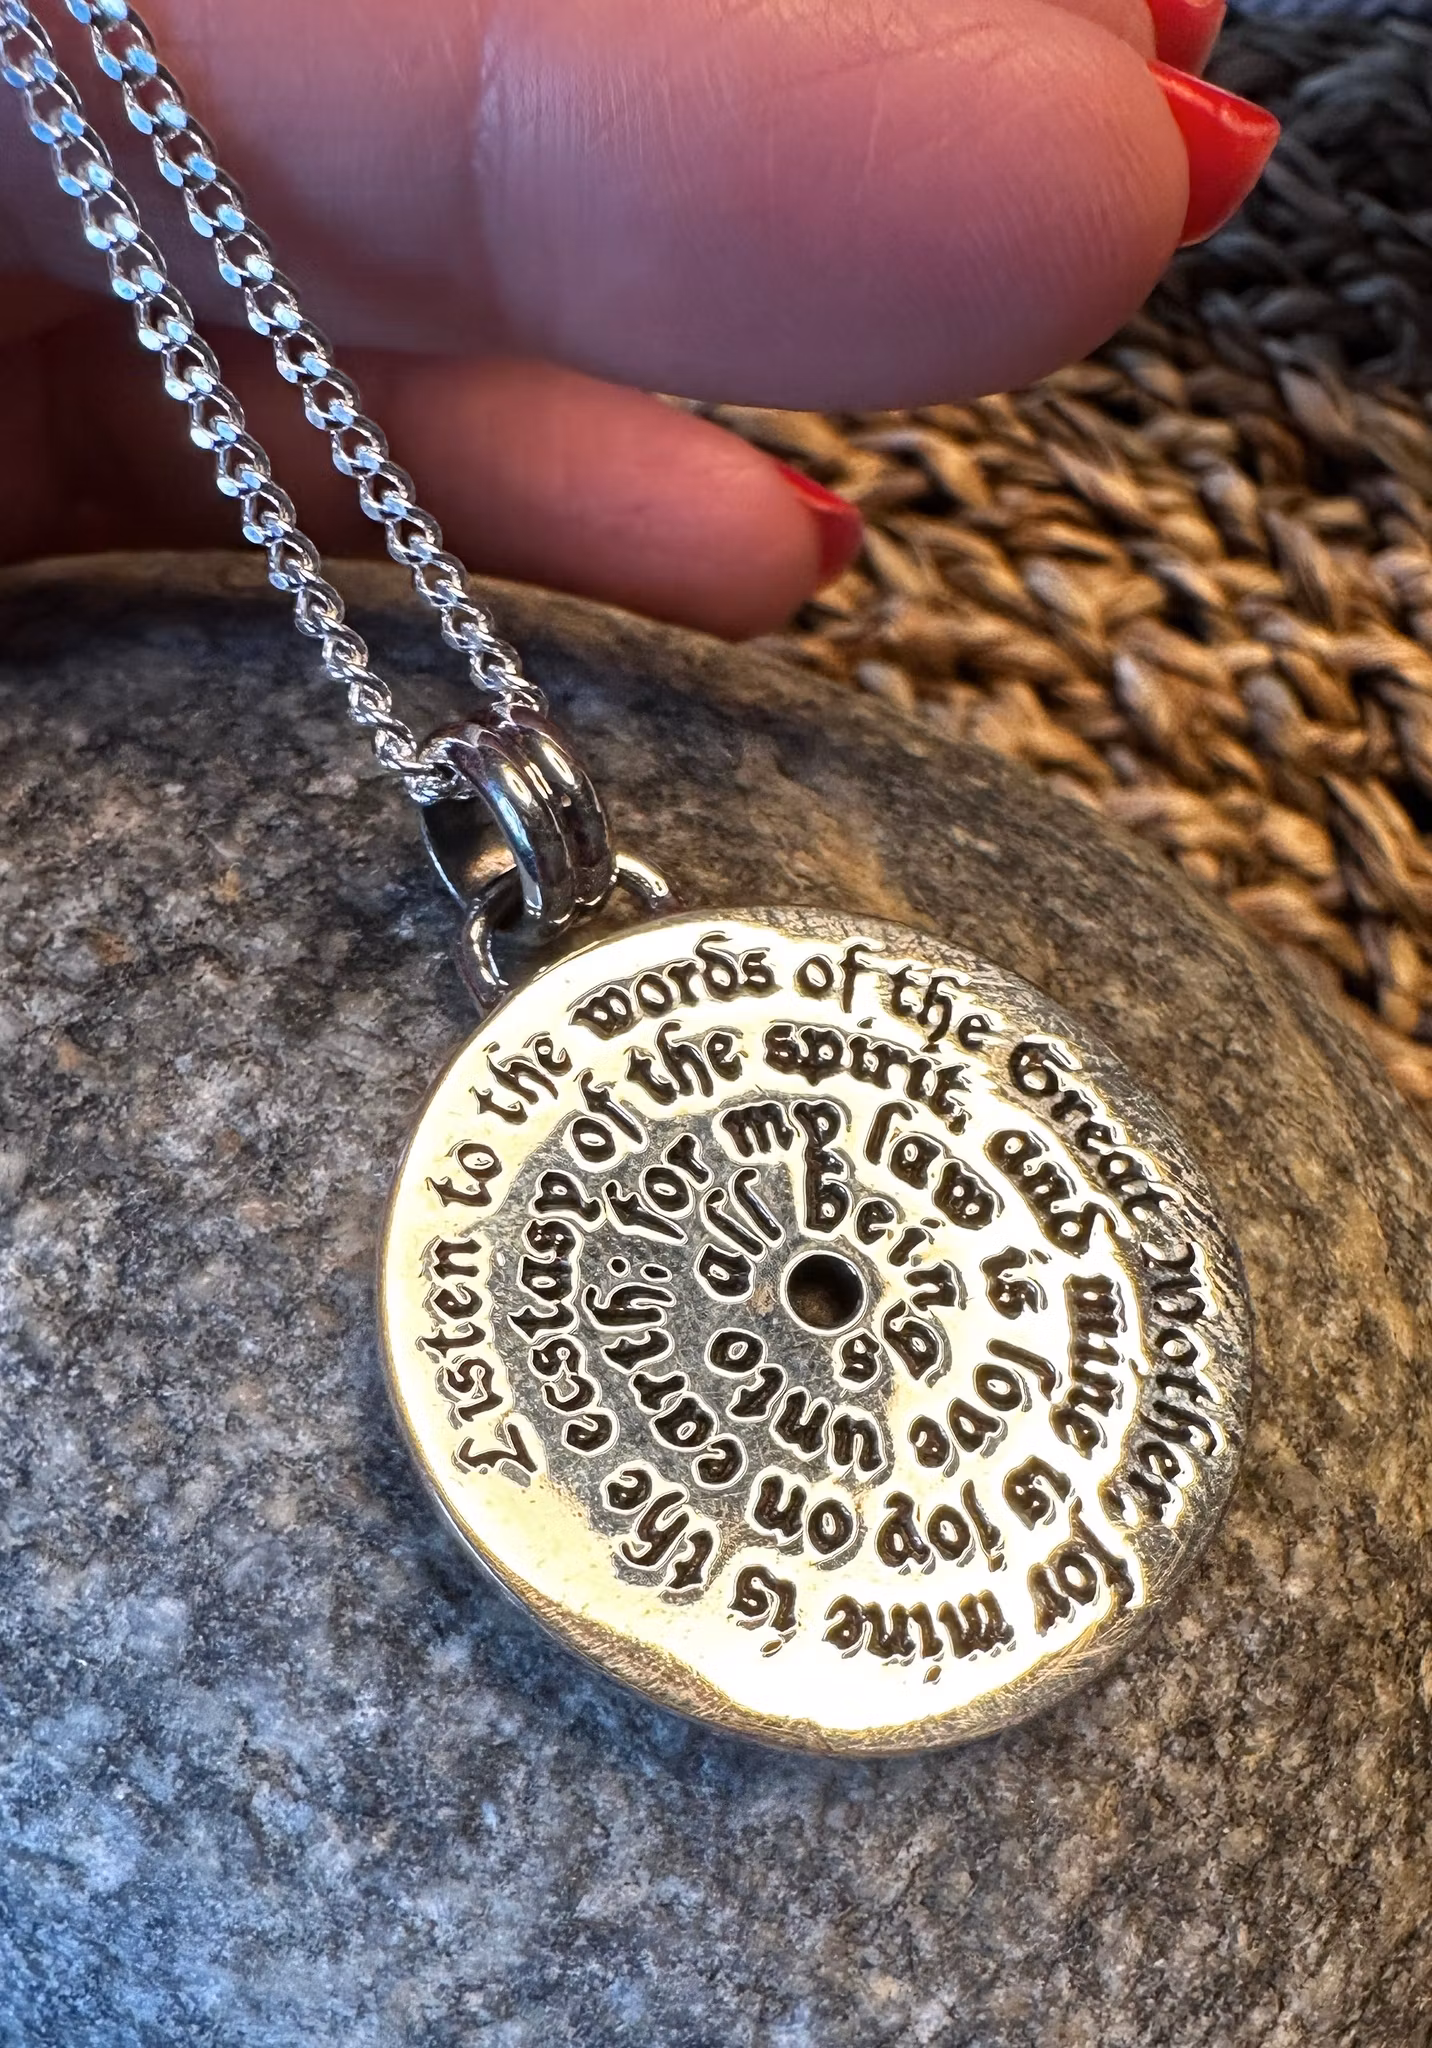 Listen to the words of the Great Mother, for mine is the ecstasy of the spirit, and mine is joy on earth: for my law is love unto all beings